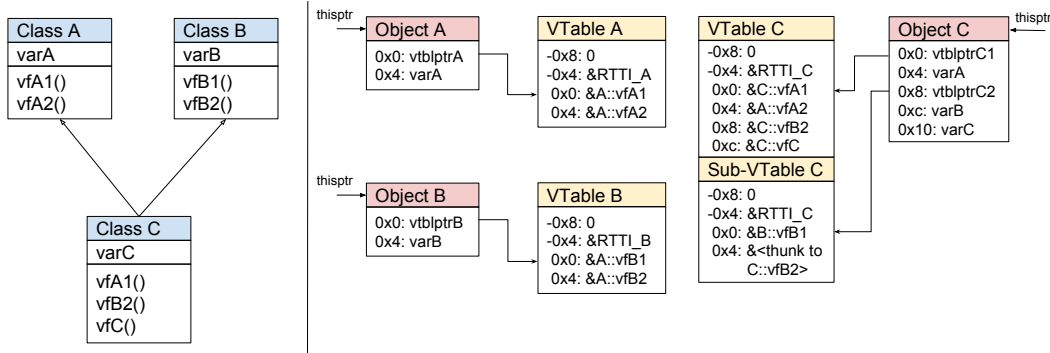 Class A
varA
vfA1()
vfA2()
Class B
varB
vfB1()
vfB2()
Class C
varC
vfA1()
vfB2()
vfC()
thisptr
Object A
0x0: vtblptrA
0x4: varA
VTable A
-0x8: 0
-0x4: &RTTI_A
0x0: &A::vfA1
0x4: &A::vfA2
thisptr
Object B
0x0: vtblptrB
0x4: varB
VTable B
-0x8: 0
-0x4: &RTTI_B
0x0: &A::vfB1
0x4: &A::vfB2
VTable C
-0x8: 0
-0x4: &RTTI_C
0x0: &C::vfA1
0x4: &A::vfA2
0x8: &C::vfB2
0xc: &C::vfC
Sub-VTable C
-0x8: 0
-0x4: &RTTI_C
0x0: &B::vfB1
0x4: &<thunk to
C::vfB2>
thisptr
Object C
0x0: vtblptrC1
0x4: varA
0x8: vtblptrC2
0xc: varB
0x10: varC